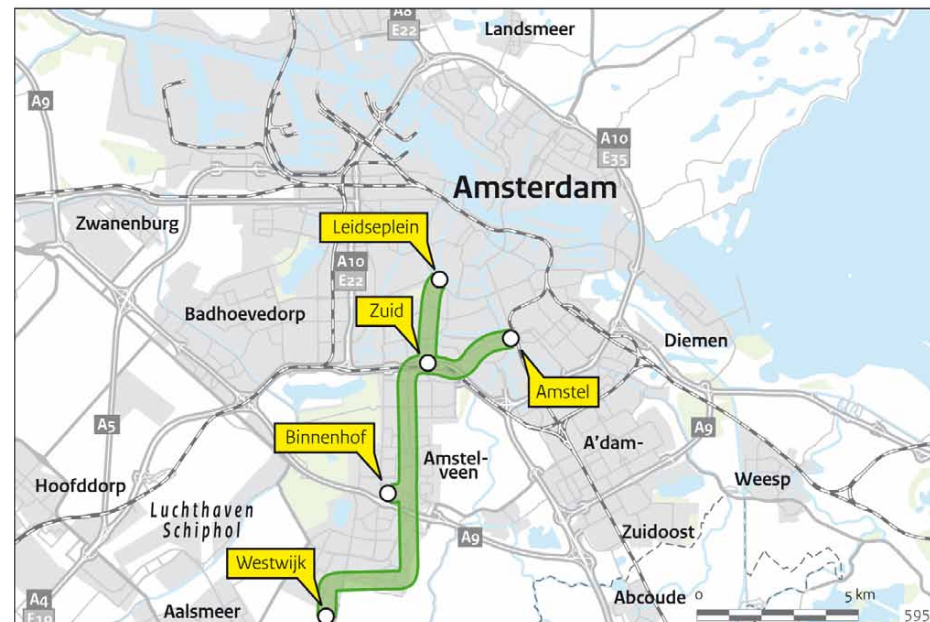 A8
E22
Landsmeer
A9
A10
E35
Amsterdam
Zwanenburg
Leidseplein
A10
E22
Badhoevedorp
Zuid
Diemen
Amstel
A5
Binnenhof
A'dam-
A9
Amstel-
veen
Weesp
Hoofddorp
Luchthaven
Schiphol
Zuidoost
A9
Westwijk
A4
E19
Aalsmeer
Abcoude
0
5 km
595